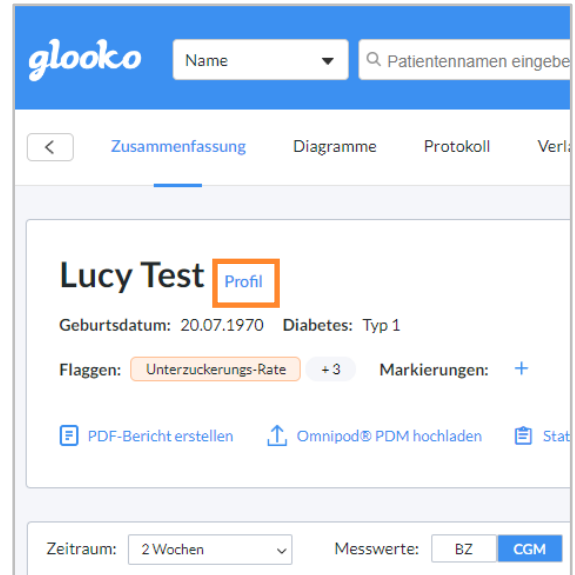 glooko Name Patientennamen eingebe
Zusammenfassung Diagramme Protokoll Verla
Lucy Test Profil
Geburtsdatum: 20.07.1970 Diabetes: Typ 1
Flaggen: Unterzuckerungs-Rate +3 Markierungen: +
PDF-Bericht erstellen Omnipod® PDM hochladen Stat
Zeitraum: 2 Wochen Messwerte: BZ CGM